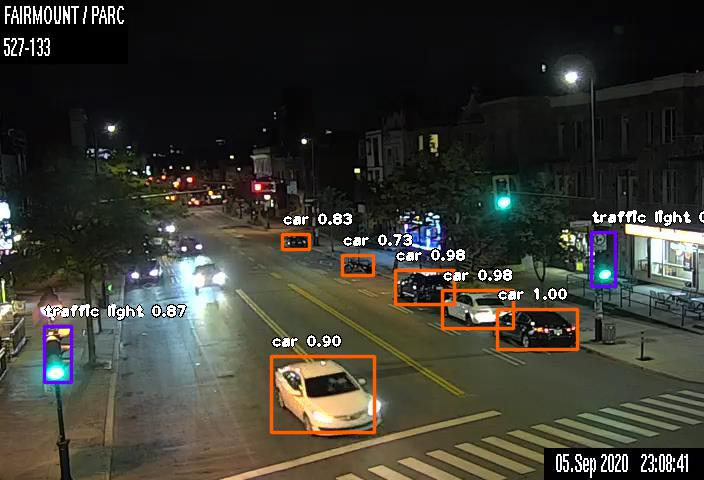 FAIRMOUNT / PARC
527-133
car 0.83
traffic light 0
car 0.73
car 0.98
car 0.98
car 1.00
traffic light 0.87
car 0.90
05.Sep 2020 23:08:41